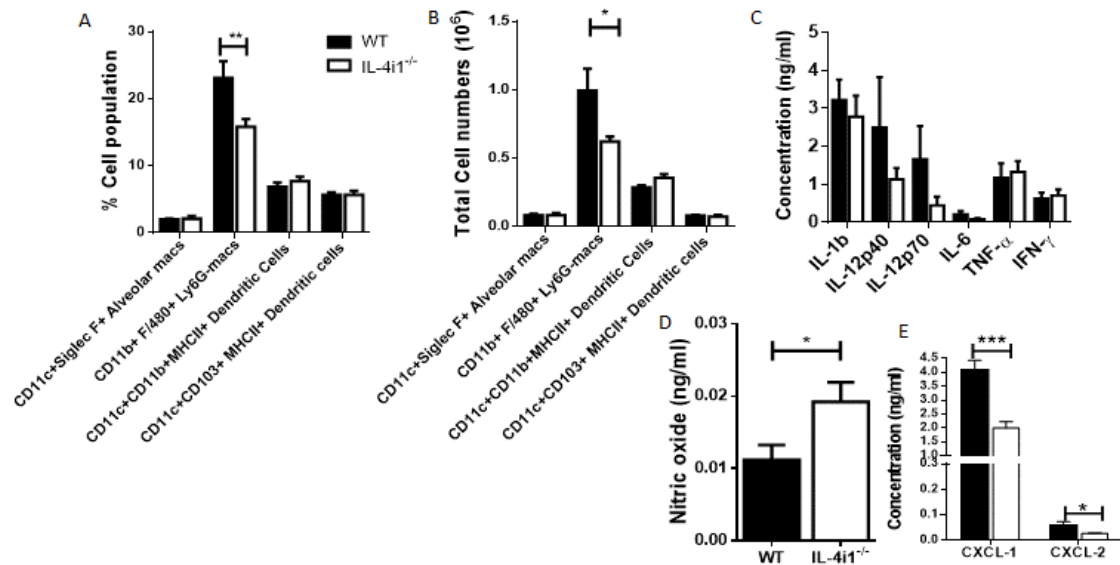 A
% Cell population
30
20
10
0
**
WT
IL-4i1-/-
CD11c+Siglec F+ Alveolar macs
CD11b+ F/480+ Ly6G-macs
CD11c+CD11b+MHCII+ Dendritic Cells
CD11c+CD103+ MHCII+ Dendritic cells
B
Total Cell numbers (10⁶)
1.5
1.0
0.5
0.0
*
CD11c+Siglec F+ Alveolar macs
CD11b+ F/480+ Ly6G-macs
CD11c+CD11b+MHCII+ Dendritic Cells
CD11c+CD103+ MHCII+ Dendritic cells
C
Concentration (ng/ml)
5
4
3
2
1
0
IL-1b
IL-12p40
IL-12p70
IL-6
TNF-α
IFN-γ
D
Nitric oxide (ng/ml)
0.03
0.02
0.01
0.00
*
WT
IL-4i1-/-
E
Concentration (ng/ml)
4.5
4.0
3.5
3.0
2.5
2.0
1.5
1.0
0.3
0.2
0.1
0.0
***
*
CXCL-1
CXCL-2